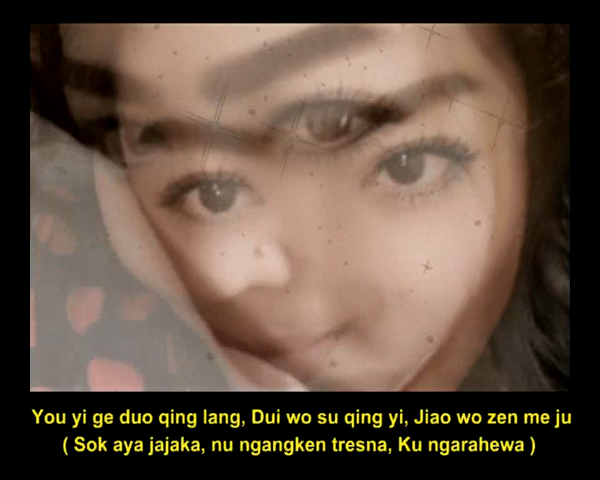 You yi ge duo qing lang, Dui wo su qing yi, Jiao wo zen me ju
( Sok aya jajaka, nu ngangken tresna, Ku ngarahewa )